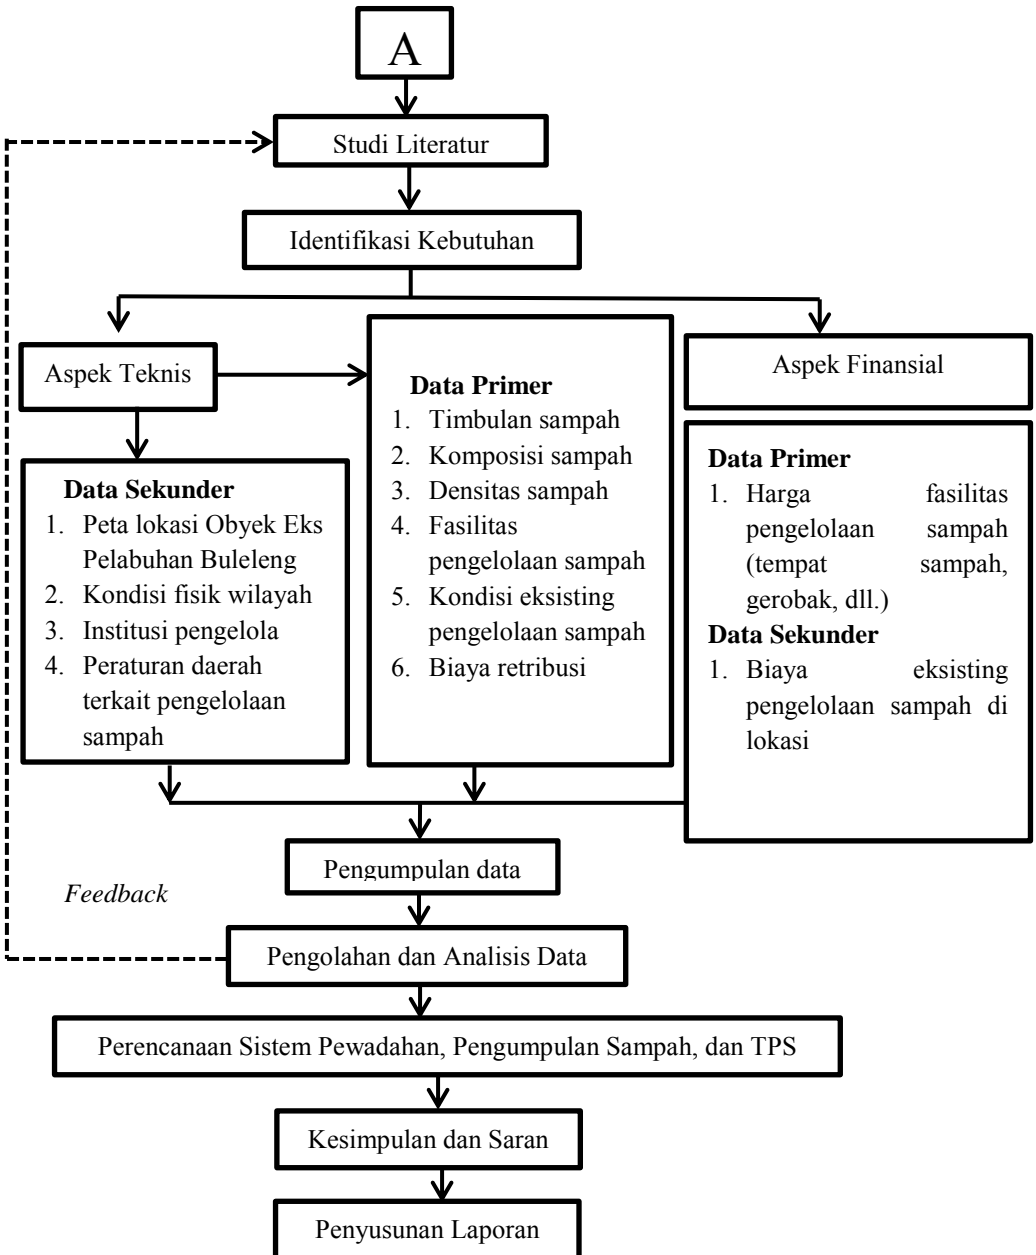 A
Studi Literatur
Identifikasi Kebutuhan
Aspek Teknis
Data Sekunder
1. Peta lokasi Obyek Eks
Pelabuhan Buleleng
2. Kondisi fisik wilayah
3. Institusi pengelola
4. Peraturan daerah
terkait pengelolaan
sampah
Data Primer
1. Timbulan sampah
2. Komposisi sampah
3. Densitas sampah
4. Fasilitas
pengelolaan sampah
5. Kondisi eksisting
pengelolaan sampah
6. Biaya retribusi
Aspek Finansial
Data Primer
1. Harga fasilitas
pengelolaan sampah
(tempat sampah,
gerobak, dll.)
Data Sekunder
1. Biaya eksisting
pengelolaan sampah di
lokasi
Pengumpulan data
Feedback
Pengolahan dan Analisis Data
Perencanaan Sistem Pewadahan, Pengumpulan Sampah, dan TPS
Kesimpulan dan Saran
Penyusunan Laporan